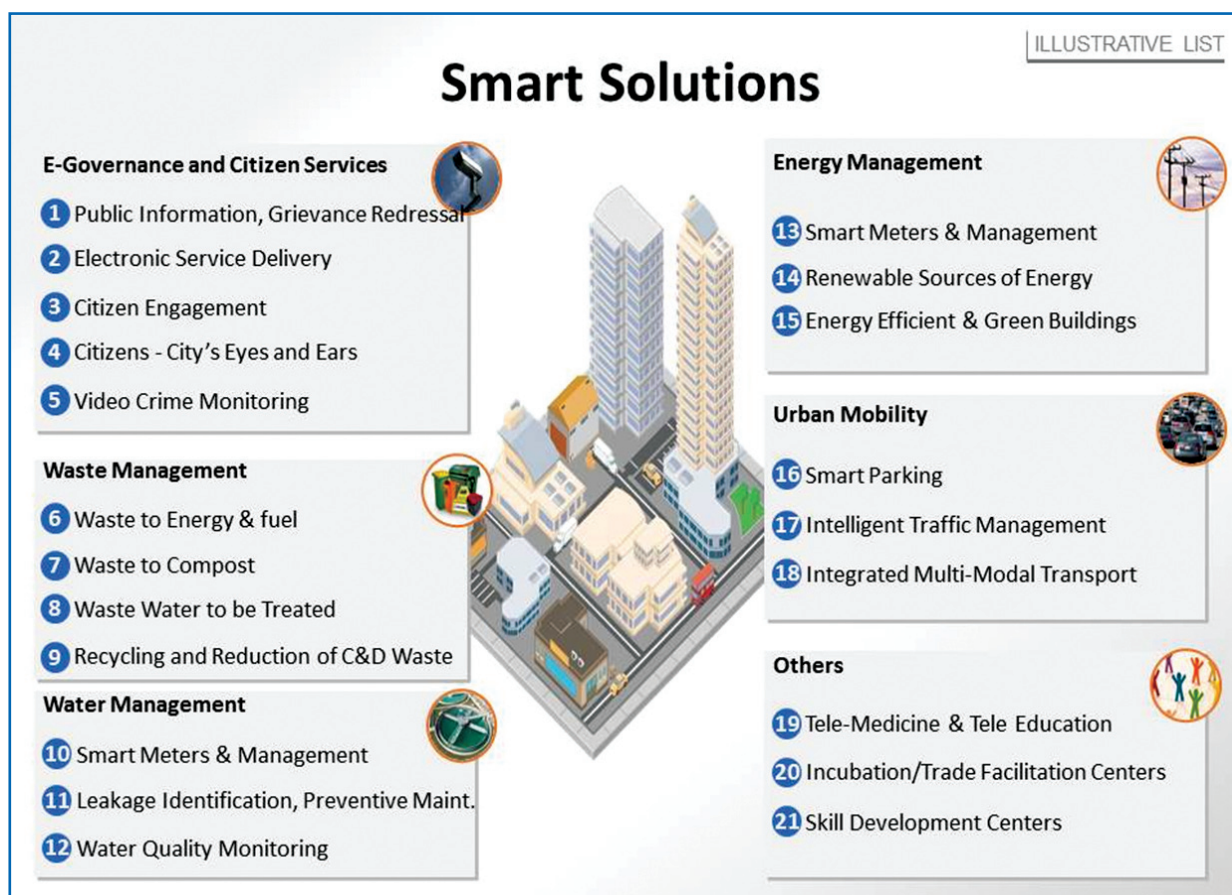 ILLUSTRATIVE LIST
Smart Solutions
E-Governance and Citizen Services
1 Public Information, Grievance Redressal
2 Electronic Service Delivery
3 Citizen Engagement
4 Citizens - City's Eyes and Ears
5 Video Crime Monitoring
Waste Management
6 Waste to Energy & fuel
7 Waste to Compost
8 Waste Water to be Treated
9 Recycling and Reduction of C&D Waste
Water Management
10 Smart Meters & Management
11 Leakage Identification, Preventive Maint.
12 Water Quality Monitoring
Energy Management
13 Smart Meters & Management
14 Renewable Sources of Energy
15 Energy Efficient & Green Buildings
Urban Mobility
16 Smart Parking
17 Intelligent Traffic Management
18 Integrated Multi-Modal Transport
Others
19 Tele-Medicine & Tele Education
20 Incubation/Trade Facilitation Centers
21 Skill Development Centers